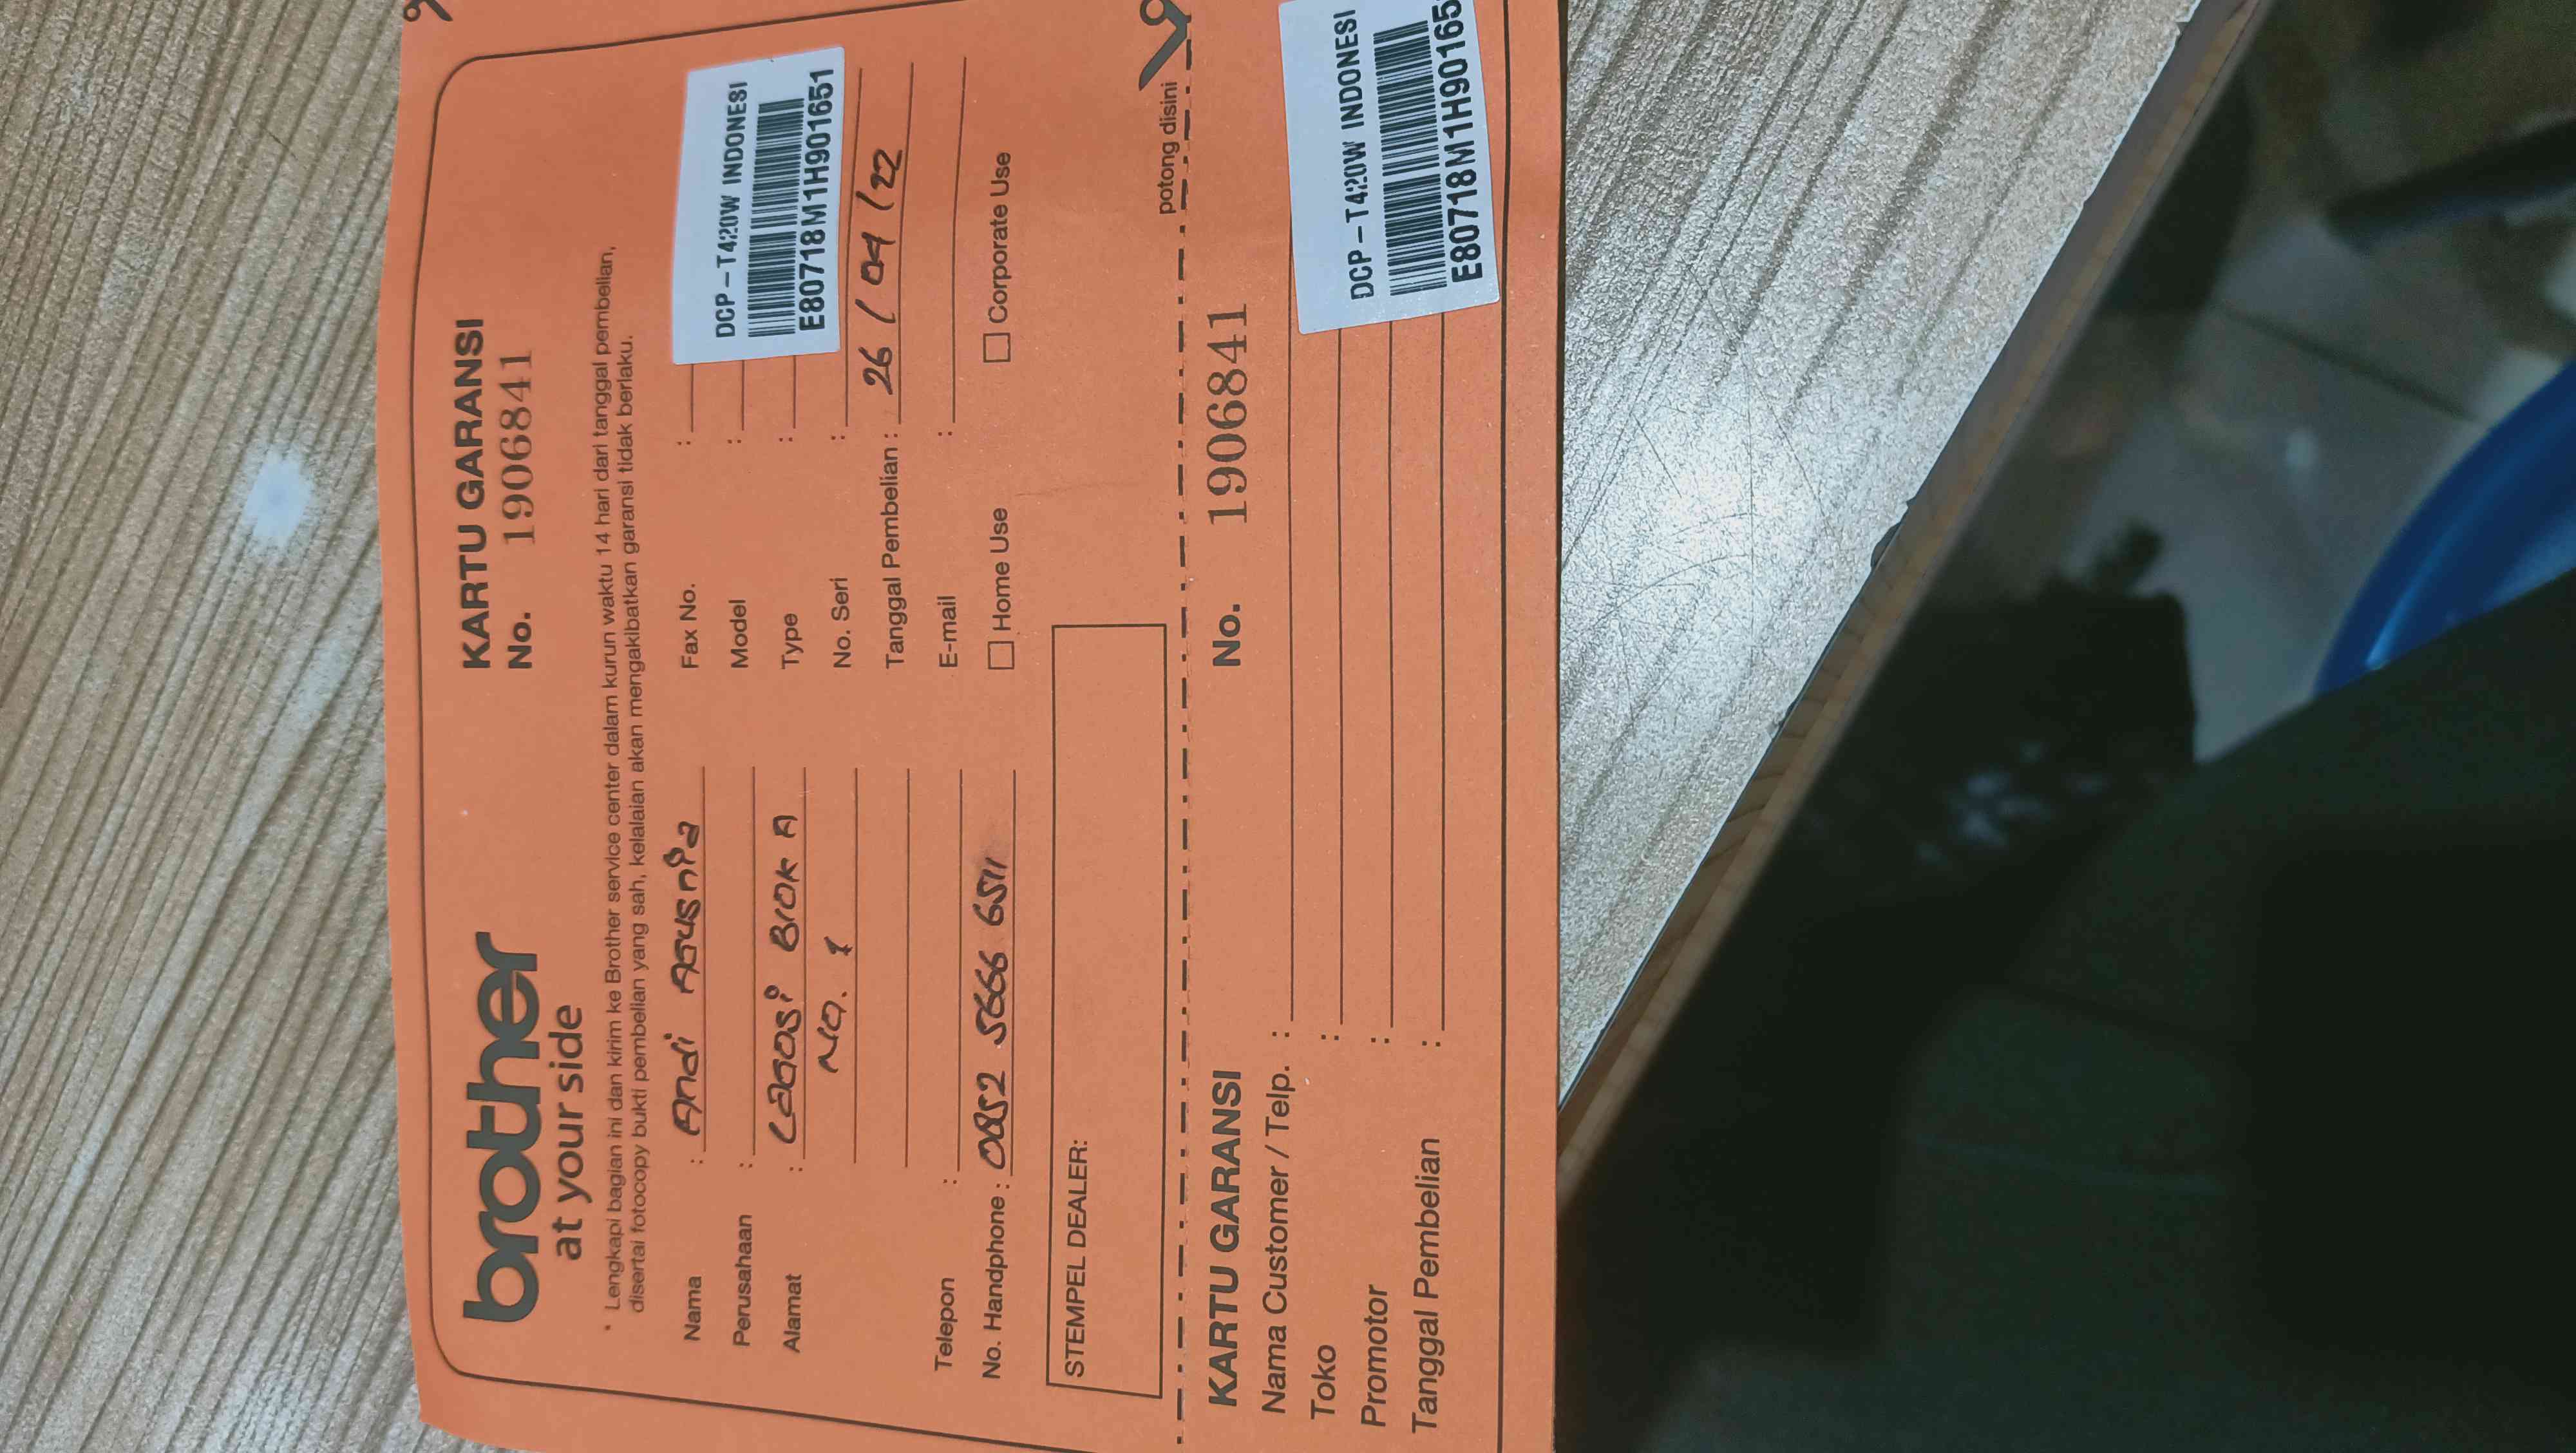 brother
at your side
KARTU GARANSI
No. 1906841
* Lengkapi bagian ini dan kirim ke Brother service center dalam kurun waktu 14 hari dari tanggal pembelian,
disertai fotocopy bukti pembelian yang sah, kelalaian akan mengakibatkan garansi tidak berlaku.
Nama : Andi Agusnia
Perusahaan :
Alamat : Lagosi Blok A
No. 1
Telepon :
No. Handphone : 0852 5666 6511
Fax No. :
Model :
Type :
No. Seri :
DCP-T420W INDONESI
E80718M1H901651
Tanggal Pembelian : 26 / 04 / 22
E-mail :
Home Use Corporate Use
STEMPEL DEALER:
potong disini
KARTU GARANSI No. 1906841
Nama Customer / Telp. :
Toko :
Promotor :
Tanggal Pembelian :
DCP-T420W INDONESI
E80718M1H90165